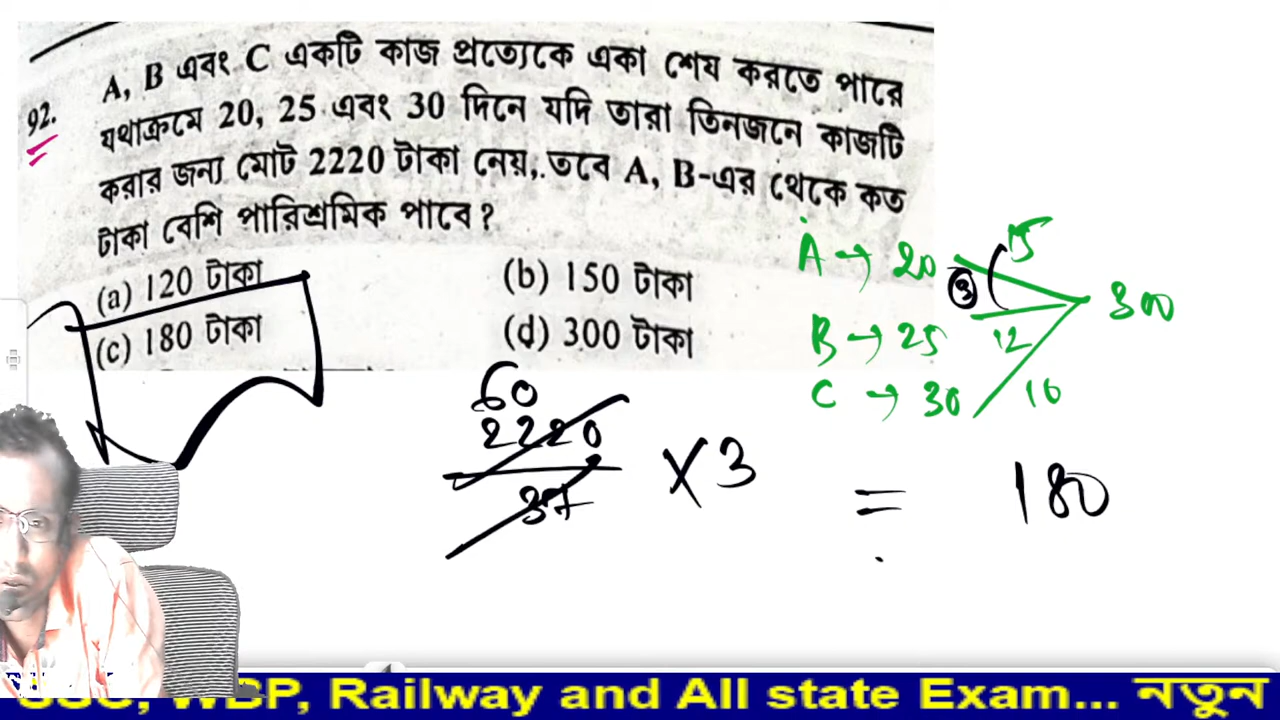 92. A, B এবং C একটি কাজ প্রত্যেকে একা শেষ করতে পারে
যথাক্রমে 20, 25 এবং 30 দিনে যদি তারা তিনজনে কাজটি
করার জন্য মোট 2220 টাকা নেয়, তবে A, B-এর থেকে কত
টাকা বেশি পারিশ্রমিক পাবে?
(a) 120 টাকা (b) 150 টাকা
(c) 180 টাকা (d) 300 টাকা
A → 20 15
3 300
B → 25 12
C → 30 10
60
2220
37 × 3 = 180
WBP, Railway and All state Exam... নতুন